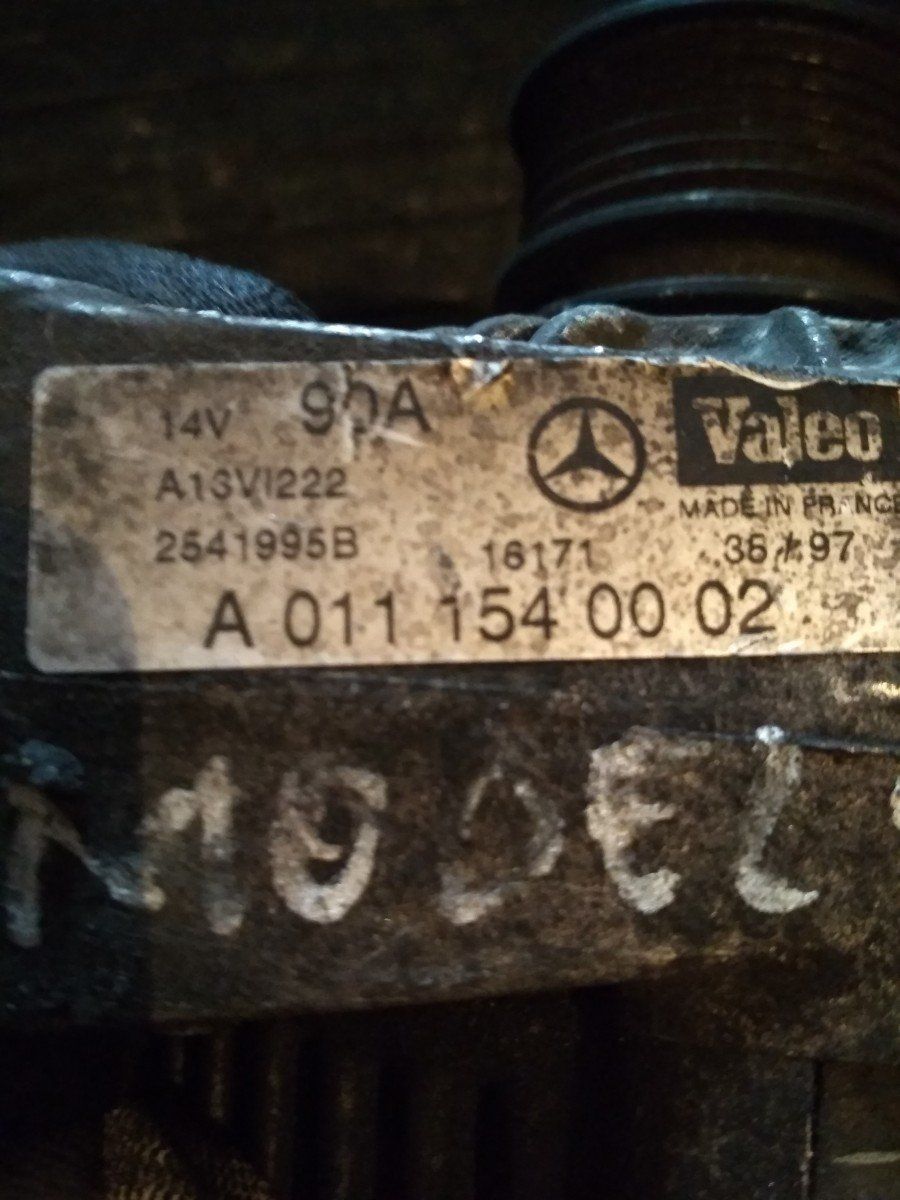 14V 90A
Valeo
A13VI222
MADE IN FRANCE
2541995B 16171 36/97
A 011 154 00 02
MODEL